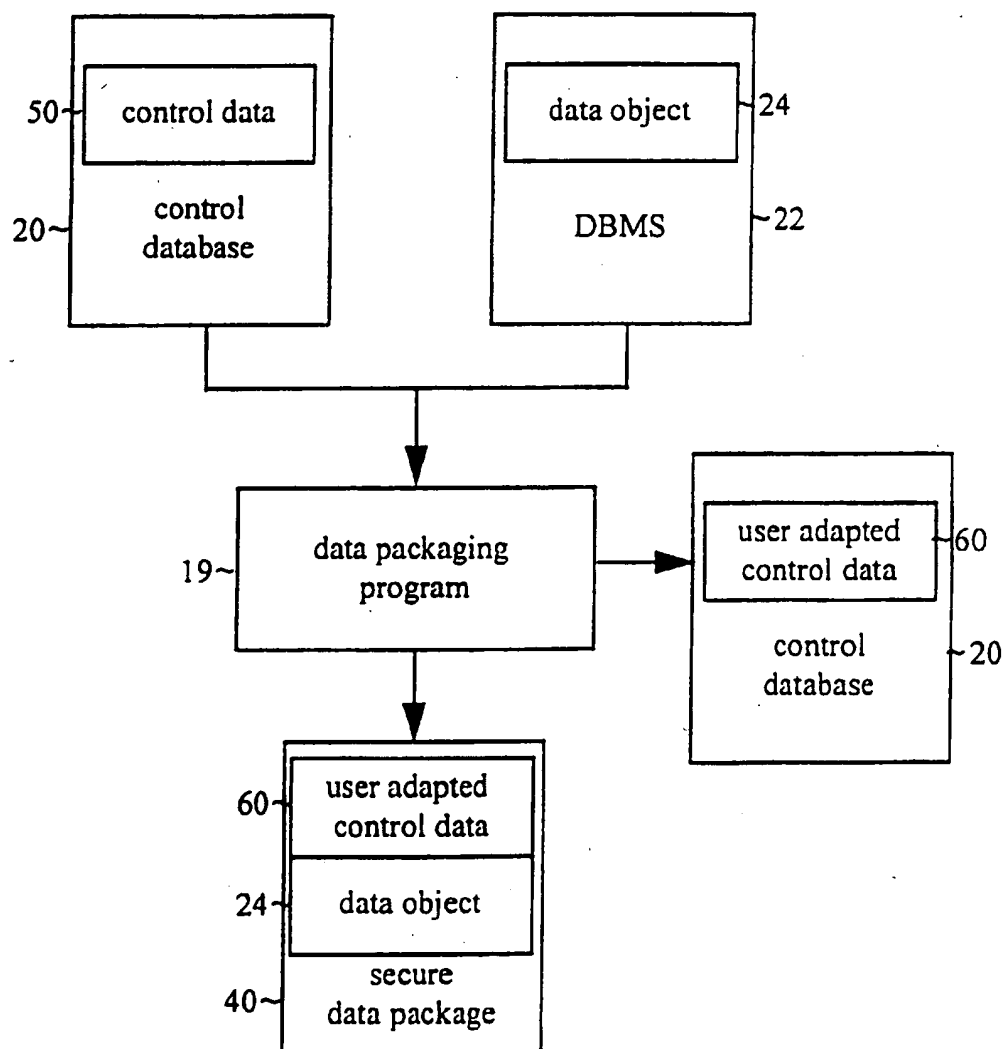 50~ control data
data object ~24
20~ control
database
DBMS ~22
19~ data packaging
program
user adapted ~60
control data
control ~20
database
60~ user adapted
control data
24~ data object
secure
40~ data package